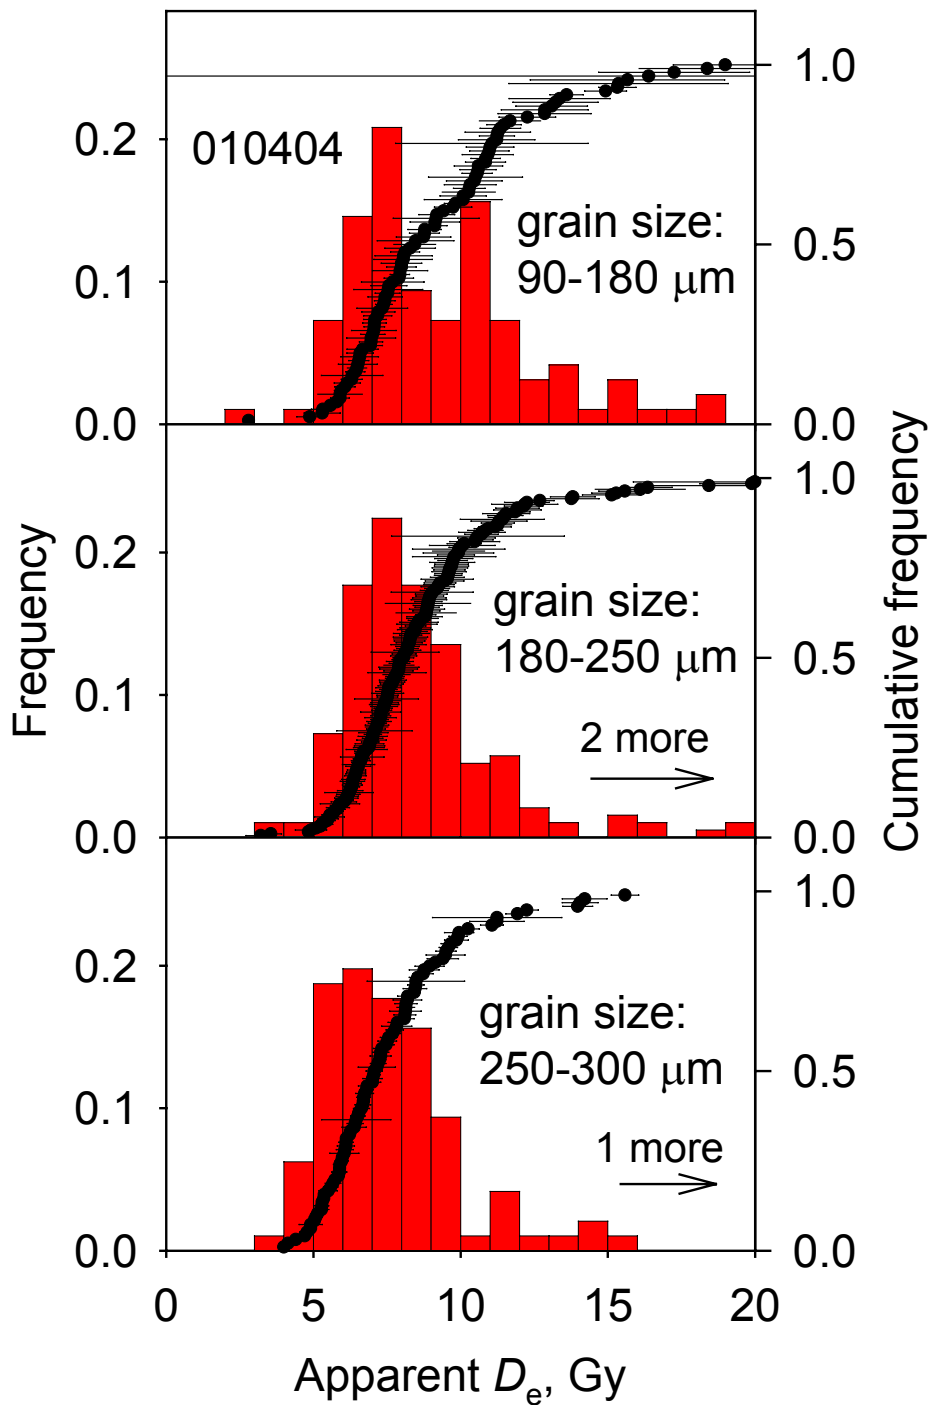 010404
grain size:
90-180 μm
0.2
0.1
0.0
1.0
0.5
0.0
grain size:
180-250 μm
2 more
0.2
0.1
0.0
1.0
0.5
0.0
Frequency
Cumulative frequency
grain size:
250-300 μm
1 more
0.2
0.1
0.0
1.0
0.5
0.0
0 5 10 15 20
Apparent De, Gy